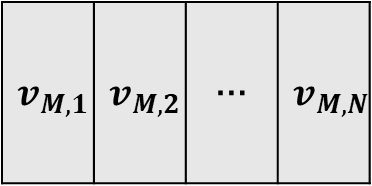 v_{M,1} v_{M,2} ⋯ v_{M,N}